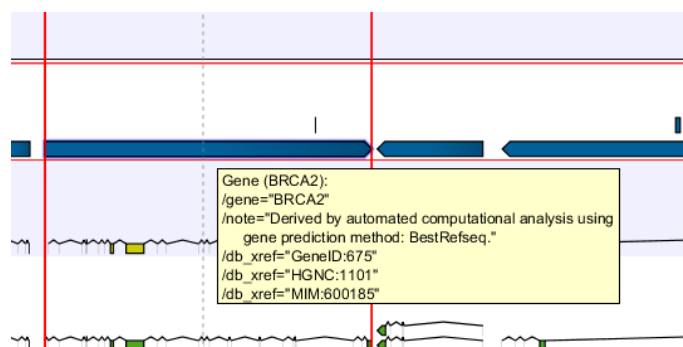 Gene (BRCA2):
/gene="BRCA2"
/note="Derived by automated computational analysis using
gene prediction method: BestRefseq."
/db_xref="GeneID:675"
/db_xref="HGNC:1101"
/db_xref="MIM:600185"